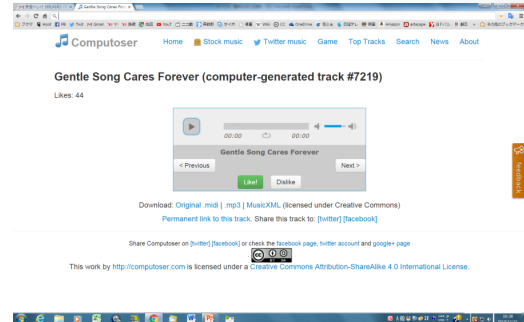 Computoser
Home Stock music Twitter music Game Top Tracks Search News About
Gentle Song Cares Forever (computer-generated track #7219)
Likes: 44
00:00 00:00
Gentle Song Cares Forever
< Previous Next >
Like! Dislike
feedback
Download: Original .midi | .mp3 | MusicXML (licensed under Creative Commons)
Permanent link to this track. Share this track to: [twitter] [facebook]
Share Computoser on [twitter] [facebook] or check the facebook page, twitter account and google+ page
This work by http://computoser.com is licensed under a Creative Commons Attribution-ShareAlike 4.0 International License.